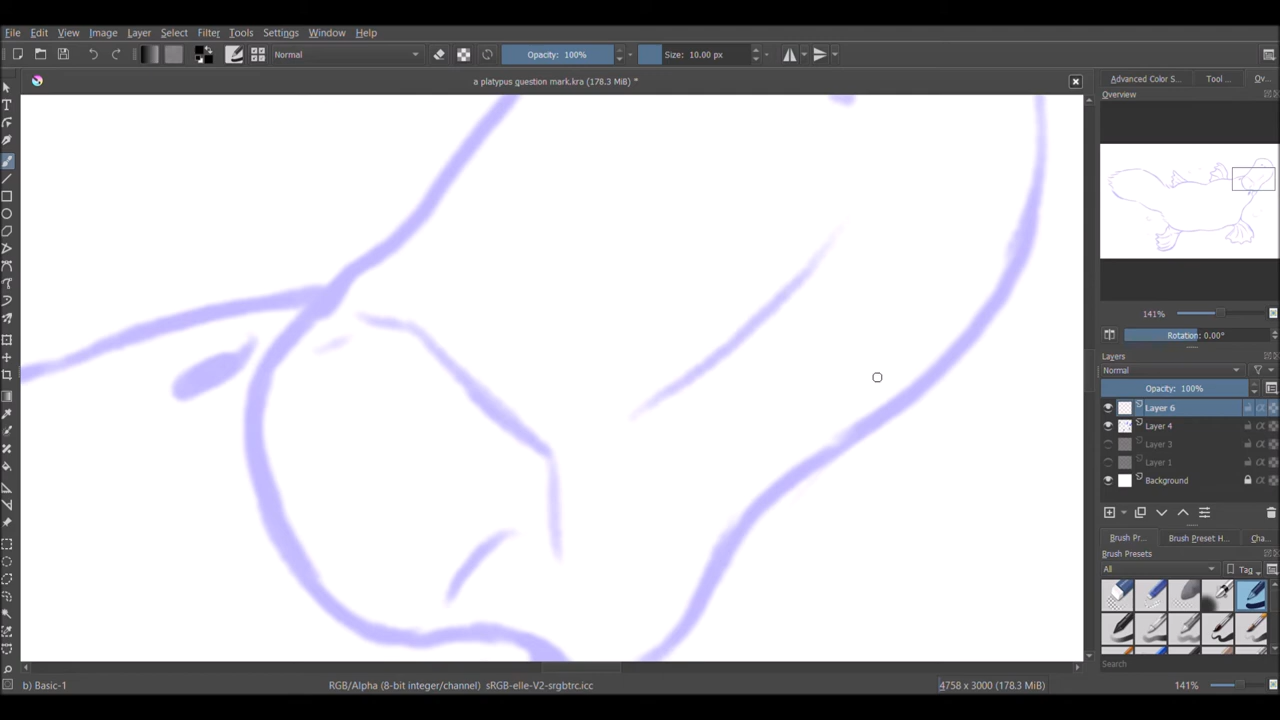 File Edit View Image Layer Select Filter Tools Settings Window Help
Normal Opacity: 100% Size: 10.00 px
a platypus question mark.kra (178.3 MiB) *
Advanced Color S... Tool ... Ov...
Overview
141%
Rotation: 0.00°
Layers
Normal
Opacity: 100%
Layer 6
Layer 4
Layer 3
Layer 1
Background
Brush Pr... Brush Preset H... Cha...
Brush Presets
All Tag
Search
b) Basic-1 RGB/Alpha (8-bit integer/channel) sRGB-elle-V2-srgbtrc.icc 4758 x 3000 (178.3 MiB) 141%